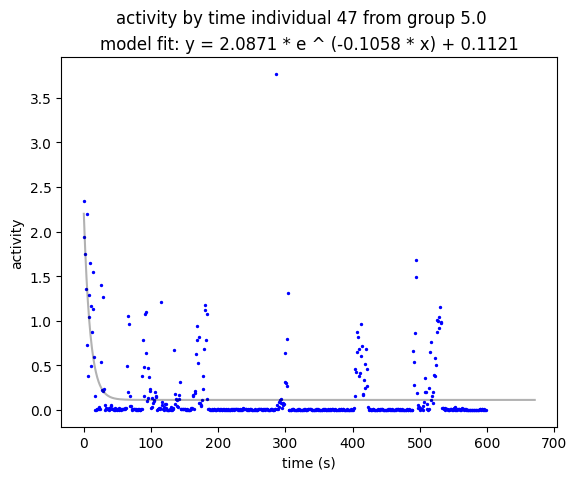 activity by time individual 47 from group 5.0
model fit: y = 2.0871 * e ^ (-0.1058 * x) + 0.1121
3.5
3.0
2.5
2.0
1.5
1.0
0.5
0.0
activity
0 100 200 300 400 500 600 700
time (s)